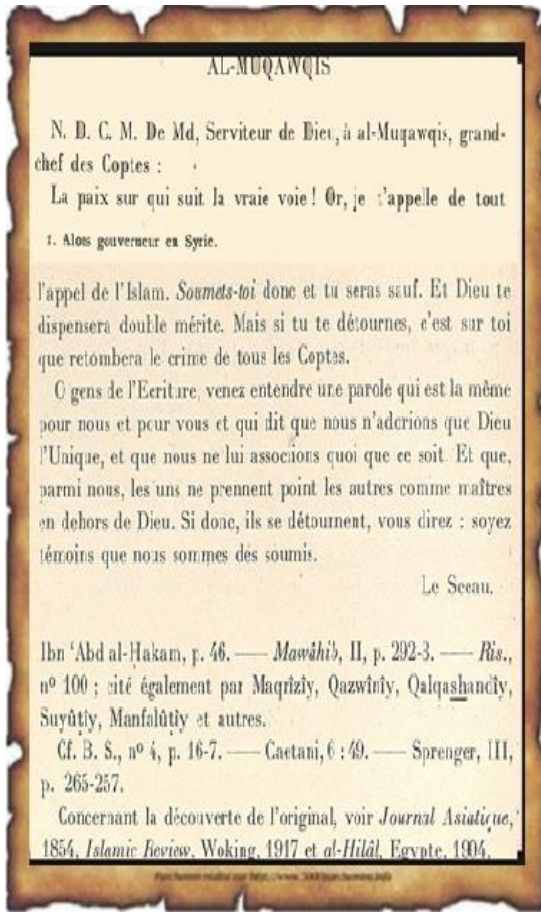 AL-MUQAWQIS
N. D. C. M. De Md, Serviteur de Dieu, à al-Muqawqis, grand-
chef des Coptes :
La paix sur qui suit la vraie voie ! Or, je t'appelle de tout
1. Alors gouverneur en Syrie.
l'appel de l'Islam. Soumets-toi donc et tu seras sauf. Et Dieu te
dispensera double mérite. Mais si tu te détournes, c'est sur toi
que retombera le crime de tous les Coptes.
O gens de l'Ecriture, venez entendre une parole qui est la même
pour nous et pour vous et qui dit que nous n'adorions que Dieu
l'Unique, et que nous ne lui associions quoi que ce soit. Et que,
parmi nous, les uns ne prennent point les autres comme maîtres
en dehors de Dieu. Si donc, ils se détournent, vous direz : soyez
témoins que nous sommes des soumis.
Le Sceau.
Ibn ‘Abd al-Ḥakam, p. 46. — Mawâhib, II, p. 292-3. — Ris.,
nº 100 ; cité également par Maqrîzîy, Qazwînîy, Qalqashandîy,
Suyûṭîy, Manfalûṭîy et autres.
Cf. B. S., nº 4, p. 16-7. — Caetani, 6 : 49. — Sprenger, III,
p. 265-257.
Concernant la découverte de l'original, voir Journal Asiatique,
1854, Islamic Review, Woking, 1917 et al-Hilâl, Egypte, 1904.